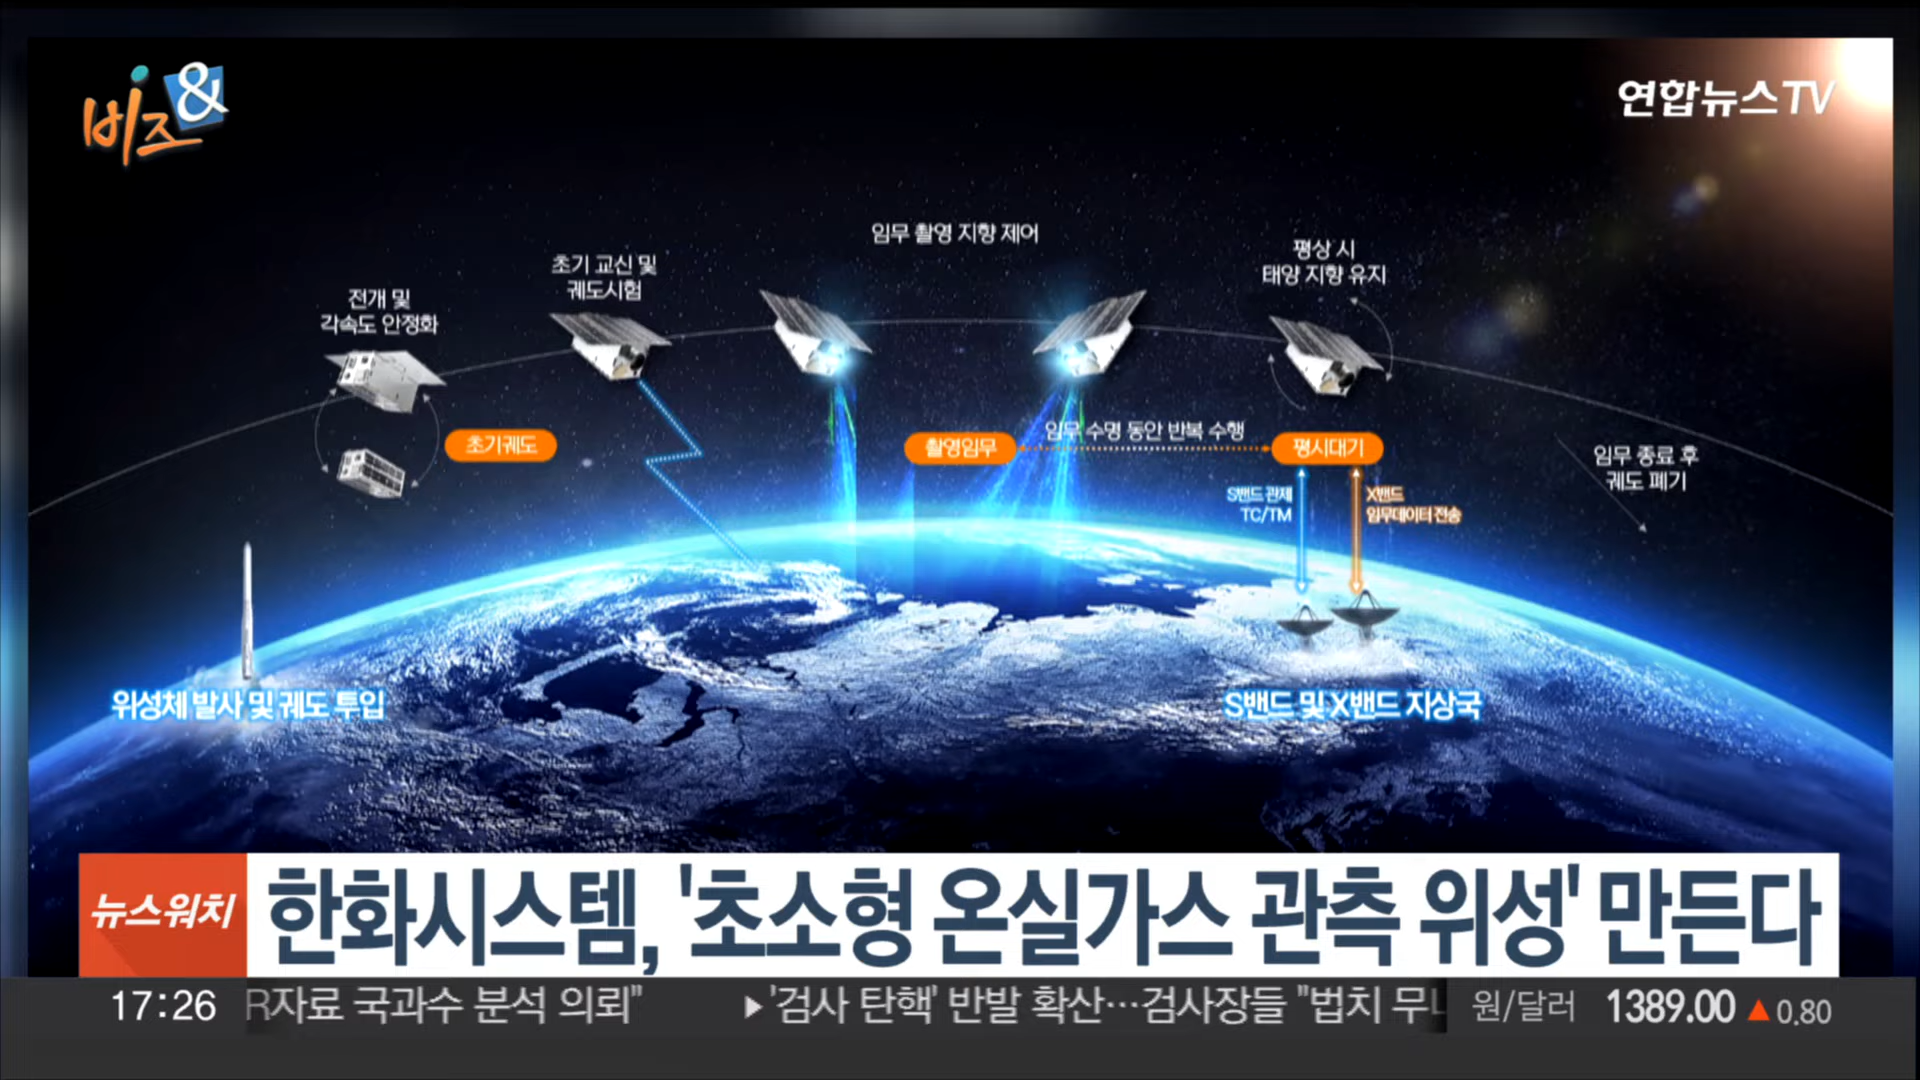 비즈&
연합뉴스TV
임무 촬영 지향 제어
평상 시
태양 지향 유지
초기 교신 및
궤도시험
전개 및
각속도 안정화
초기궤도
촬영임무
임무 수명 동안 반복 수행
평시대기
임무 종료 후
궤도 폐기
S밴드 관제
TC/TM
X밴드
임무데이터 전송
위성체 발사 및 궤도 투입
S밴드 및 X밴드 지상국
뉴스워치
한화시스템, '초소형 온실가스 관측 위성' 만든다
17:26
R자료 국과수 분석 의뢰" ▶'검사 탄핵' 반발 확산…검사장들 "법치 무
원/달러 1389.00 ▲0.80